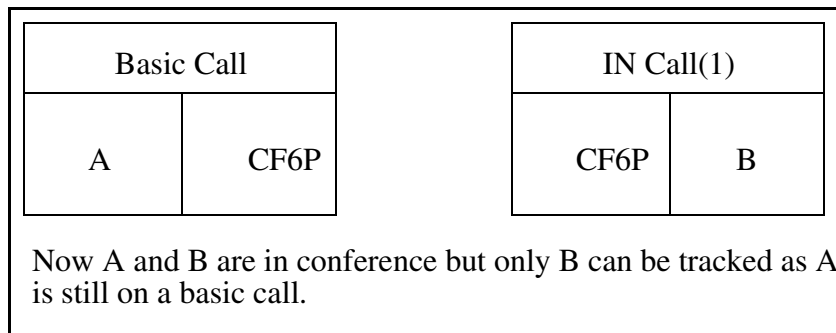 Basic Call
IN Call(1)
A
CF6P
CF6P
B
Now A and B are in conference but only B can be tracked as A
is still on a basic call.